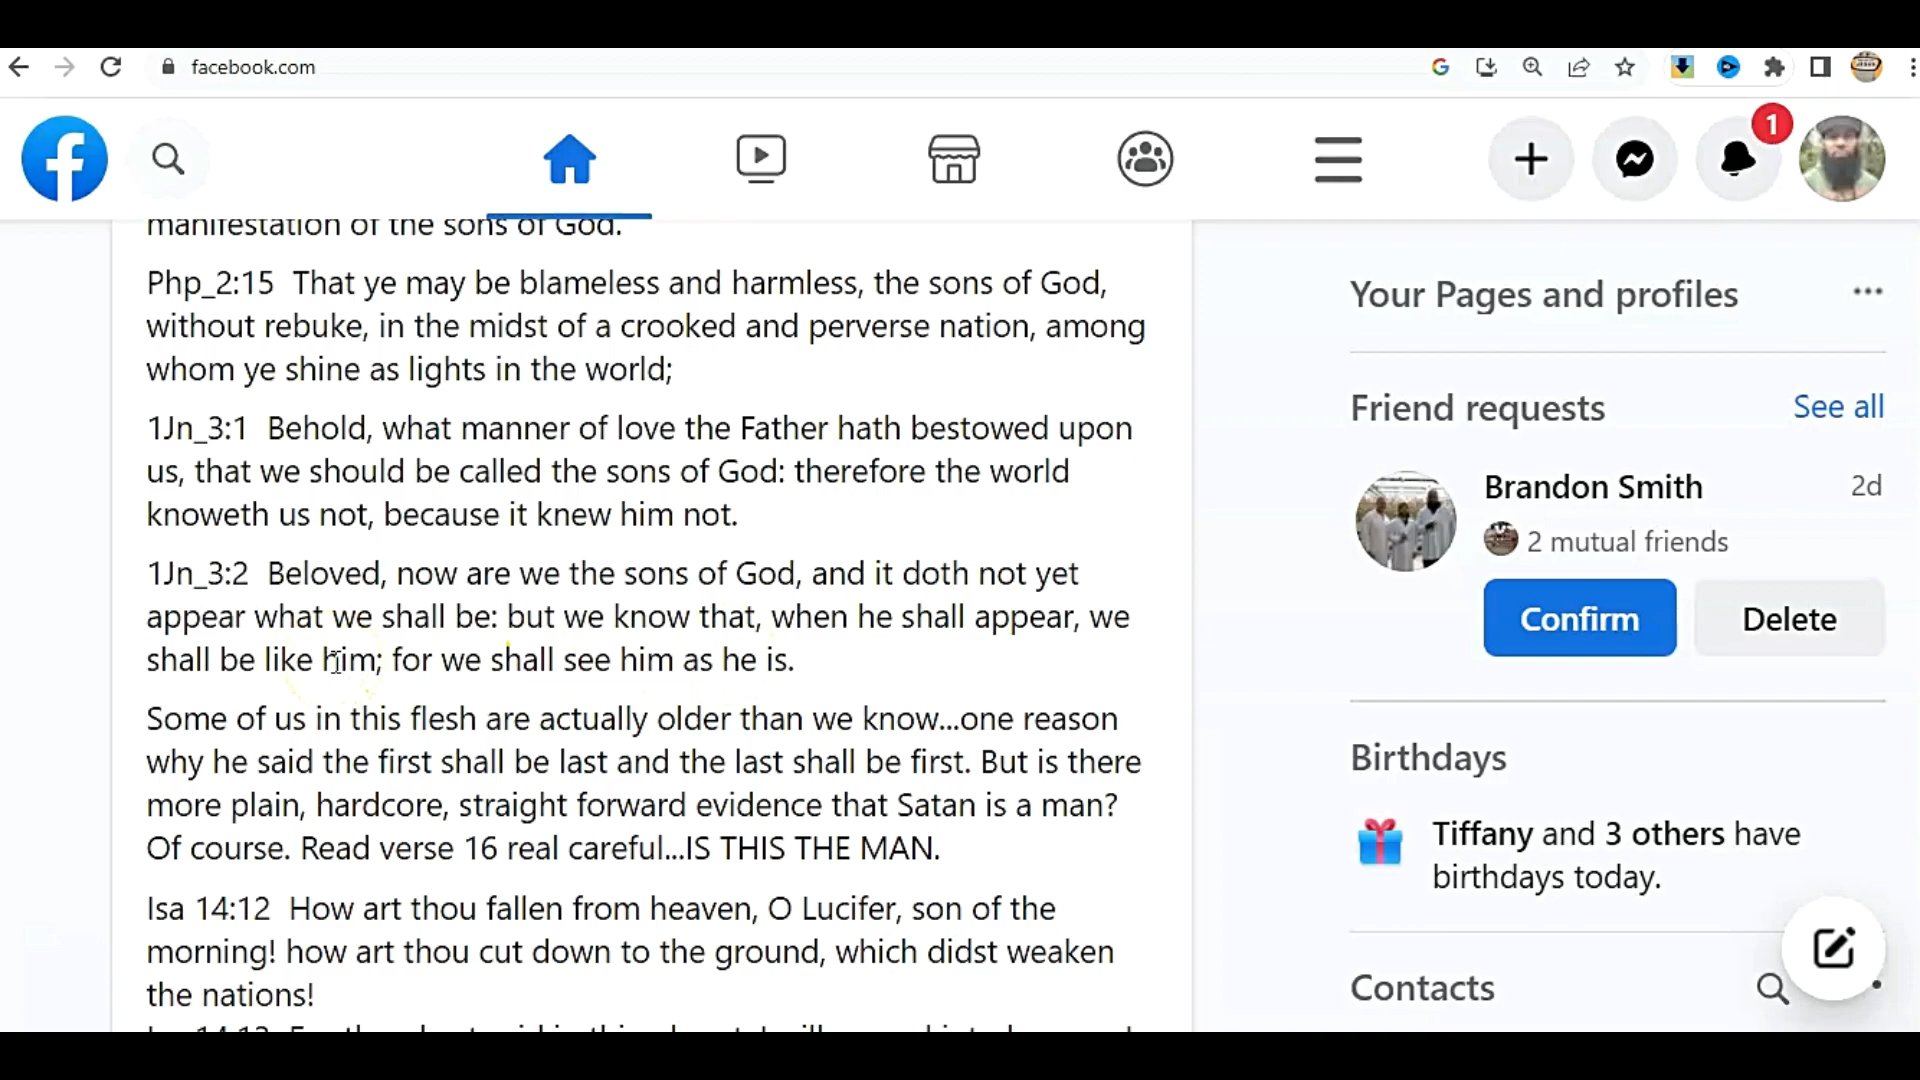 facebook.com
1
manifestation of the sons of God.
Php_2:15 That ye may be blameless and harmless, the sons of God,
without rebuke, in the midst of a crooked and perverse nation, among
whom ye shine as lights in the world;
1Jn_3:1 Behold, what manner of love the Father hath bestowed upon
us, that we should be called the sons of God: therefore the world
knoweth us not, because it knew him not.
1Jn_3:2 Beloved, now are we the sons of God, and it doth not yet
appear what we shall be: but we know that, when he shall appear, we
shall be like him; for we shall see him as he is.
Some of us in this flesh are actually older than we know...one reason
why he said the first shall be last and the last shall be first. But is there
more plain, hardcore, straight forward evidence that Satan is a man?
Of course. Read verse 16 real careful...IS THIS THE MAN.
Isa 14:12 How art thou fallen from heaven, O Lucifer, son of the
morning! how art thou cut down to the ground, which didst weaken
the nations!
Your Pages and profiles
Friend requests
See all
Brandon Smith
2d
2 mutual friends
Confirm
Delete
Birthdays
Tiffany and 3 others have
birthdays today.
Contacts